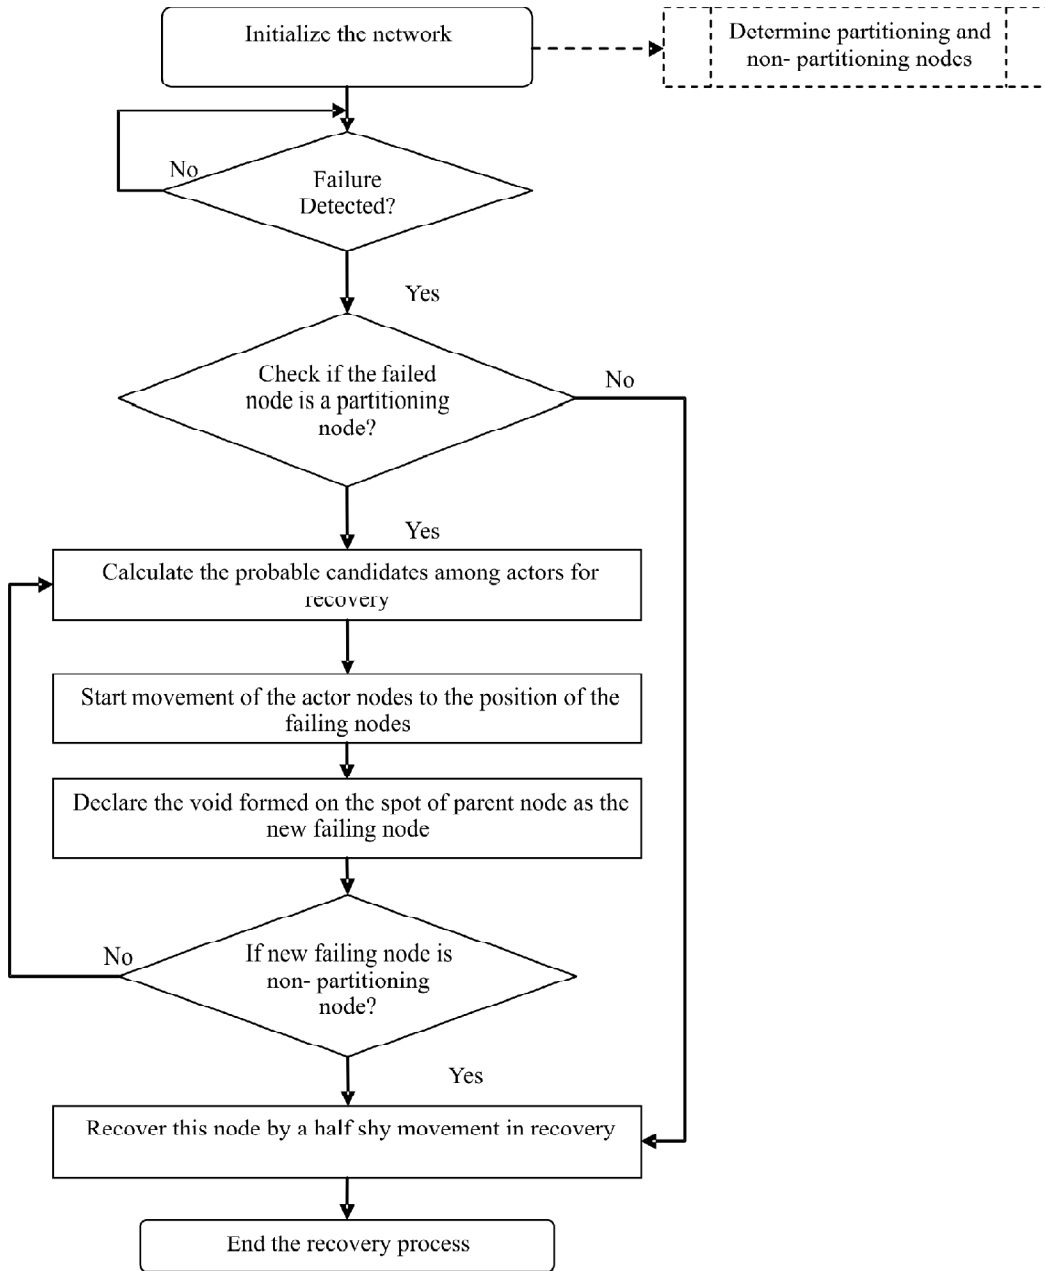 Initialize the network
Determine partitioning and
non- partitioning nodes
No
Failure
Detected?
Yes
Check if the failed
node is a partitioning
node?
No
Yes
Calculate the probable candidates among actors for
recovery
Start movement of the actor nodes to the position of the
failing nodes
Declare the void formed on the spot of parent node as the
new failing node
No
If new failing node is
non- partitioning
node?
Yes
Recover this node by a half shy movement in recovery
End the recovery process